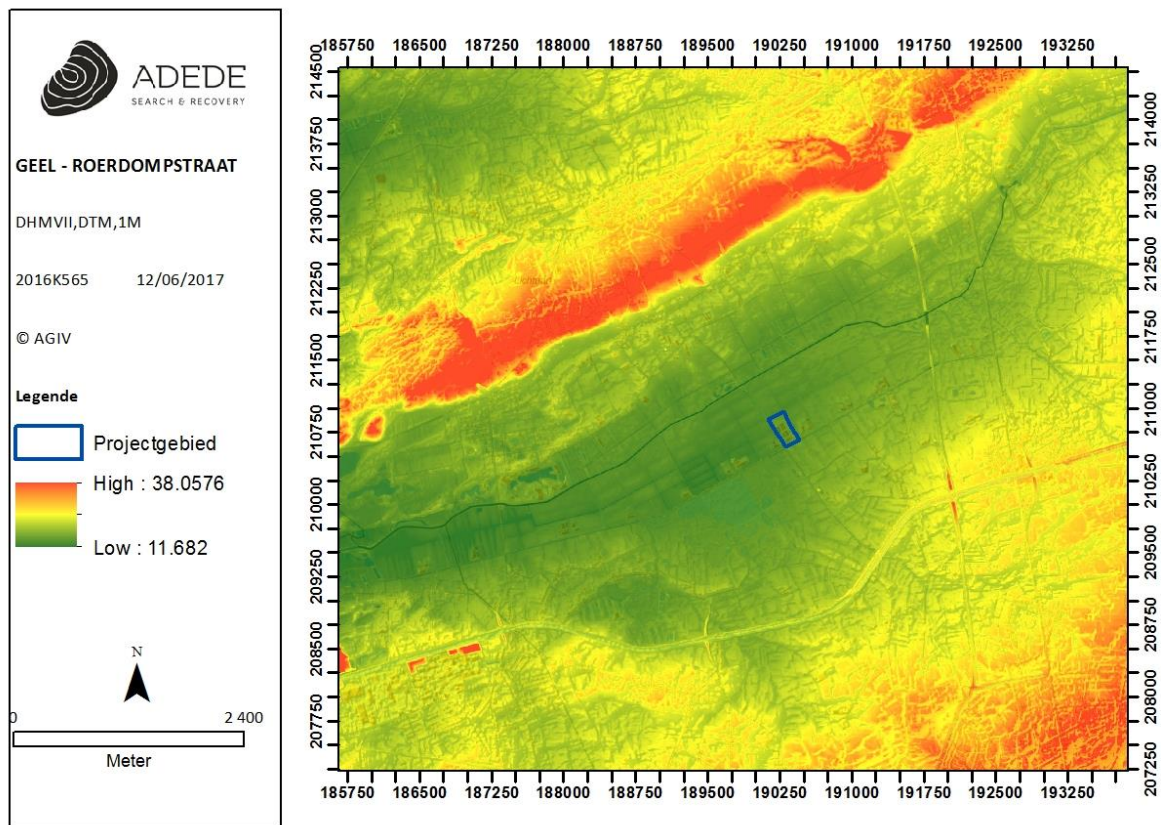 ADEDE
SEARCH & RECOVERY
GEEL - ROERDOMPSTRAAT
DHMVII,DTM,1M
2016K565 12/06/2017
© AGIV
Legende
Projectgebied
High : 38.0576
Low : 11.682
N
0 2 400
Meter
185750 186500 187250 188000 188750 189500 190250 191000 191750 192500 193250
214500
213750
213000
212250
211500
210750
210000
209250
208500
207750
214000
213250
212500
211750
211000
210250
209500
208750
208000
207250
185750 186500 187250 188000 188750 189500 190250 191000 191750 192500 193250